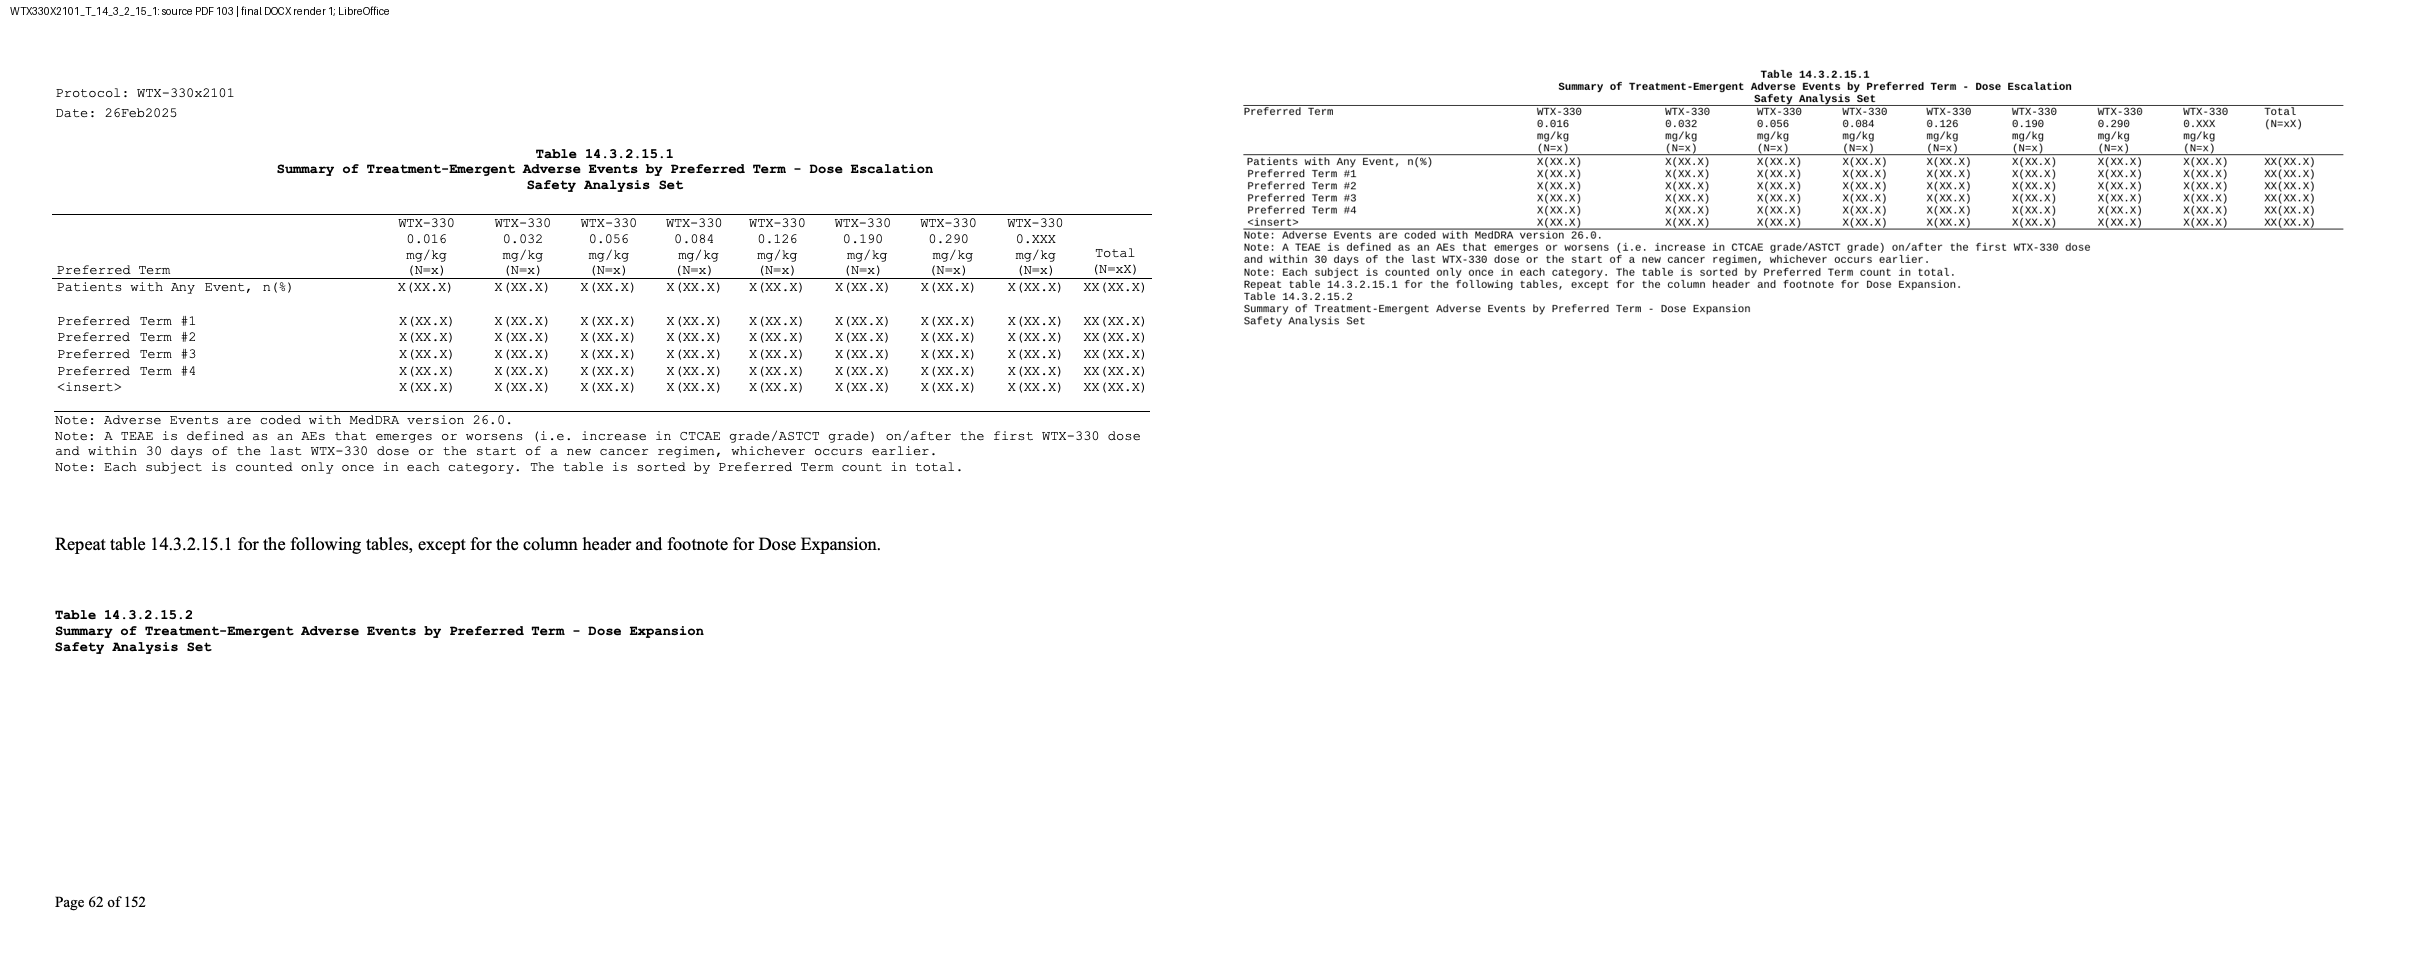 WTX330X2101_T_14_3_2_15_1: source PDF 103 | final DOCX render 1; LibreOffice
Protocol: WTX-330x2101
Date: 26Feb2025
Table 14.3.2.15.1
Summary of Treatment-Emergent Adverse Events by Preferred Term - Dose Escalation
Safety Analysis Set
WTX-330 WTX-330 WTX-330 WTX-330 WTX-330 WTX-330 WTX-330 WTX-330
0.016 0.032 0.056 0.084 0.126 0.190 0.290 0.XXX
mg/kg mg/kg mg/kg mg/kg mg/kg mg/kg mg/kg mg/kg Total
Preferred Term (N=x) (N=x) (N=x) (N=x) (N=x) (N=x) (N=x) (N=x) (N=xX)
Patients with Any Event, n(%) X(XX.X) X(XX.X) X(XX.X) X(XX.X) X(XX.X) X(XX.X) X(XX.X) X(XX.X) XX(XX.X)
Preferred Term #1 X(XX.X) X(XX.X) X(XX.X) X(XX.X) X(XX.X) X(XX.X) X(XX.X) X(XX.X) XX(XX.X)
Preferred Term #2 X(XX.X) X(XX.X) X(XX.X) X(XX.X) X(XX.X) X(XX.X) X(XX.X) X(XX.X) XX(XX.X)
Preferred Term #3 X(XX.X) X(XX.X) X(XX.X) X(XX.X) X(XX.X) X(XX.X) X(XX.X) X(XX.X) XX(XX.X)
Preferred Term #4 X(XX.X) X(XX.X) X(XX.X) X(XX.X) X(XX.X) X(XX.X) X(XX.X) X(XX.X) XX(XX.X)
<insert> X(XX.X) X(XX.X) X(XX.X) X(XX.X) X(XX.X) X(XX.X) X(XX.X) X(XX.X) XX(XX.X)
Note: Adverse Events are coded with MedDRA version 26.0.
Note: A TEAE is defined as an AEs that emerges or worsens (i.e. increase in CTCAE grade/ASTCT grade) on/after the first WTX-330 dose
and within 30 days of the last WTX-330 dose or the start of a new cancer regimen, whichever occurs earlier.
Note: Each subject is counted only once in each category. The table is sorted by Preferred Term count in total.
Repeat table 14.3.2.15.1 for the following tables, except for the column header and footnote for Dose Expansion.
Table 14.3.2.15.2
Summary of Treatment-Emergent Adverse Events by Preferred Term - Dose Expansion
Safety Analysis Set
Page 62 of 152
Table 14.3.2.15.1
Summary of Treatment-Emergent Adverse Events by Preferred Term - Dose Escalation
Safety Analysis Set
Preferred Term WTX-330 WTX-330 WTX-330 WTX-330 WTX-330 WTX-330 WTX-330 WTX-330 Total
0.016 0.032 0.056 0.084 0.126 0.190 0.290 0.XXX (N=xX)
mg/kg mg/kg mg/kg mg/kg mg/kg mg/kg mg/kg mg/kg
(N=x) (N=x) (N=x) (N=x) (N=x) (N=x) (N=x) (N=x)
Patients with Any Event, n(%) X(XX.X) X(XX.X) X(XX.X) X(XX.X) X(XX.X) X(XX.X) X(XX.X) X(XX.X) XX(XX.X)
Preferred Term #1 X(XX.X) X(XX.X) X(XX.X) X(XX.X) X(XX.X) X(XX.X) X(XX.X) X(XX.X) XX(XX.X)
Preferred Term #2 X(XX.X) X(XX.X) X(XX.X) X(XX.X) X(XX.X) X(XX.X) X(XX.X) X(XX.X) XX(XX.X)
Preferred Term #3 X(XX.X) X(XX.X) X(XX.X) X(XX.X) X(XX.X) X(XX.X) X(XX.X) X(XX.X) XX(XX.X)
Preferred Term #4 X(XX.X) X(XX.X) X(XX.X) X(XX.X) X(XX.X) X(XX.X) X(XX.X) X(XX.X) XX(XX.X)
<insert> X(XX.X) X(XX.X) X(XX.X) X(XX.X) X(XX.X) X(XX.X) X(XX.X) X(XX.X) XX(XX.X)
Note: Adverse Events are coded with MedDRA version 26.0.
Note: A TEAE is defined as an AEs that emerges or worsens (i.e. increase in CTCAE grade/ASTCT grade) on/after the first WTX-330 dose
and within 30 days of the last WTX-330 dose or the start of a new cancer regimen, whichever occurs earlier.
Note: Each subject is counted only once in each category. The table is sorted by Preferred Term count in total.
Repeat table 14.3.2.15.1 for the following tables, except for the column header and footnote for Dose Expansion.
Table 14.3.2.15.2
Summary of Treatment-Emergent Adverse Events by Preferred Term - Dose Expansion
Safety Analysis Set